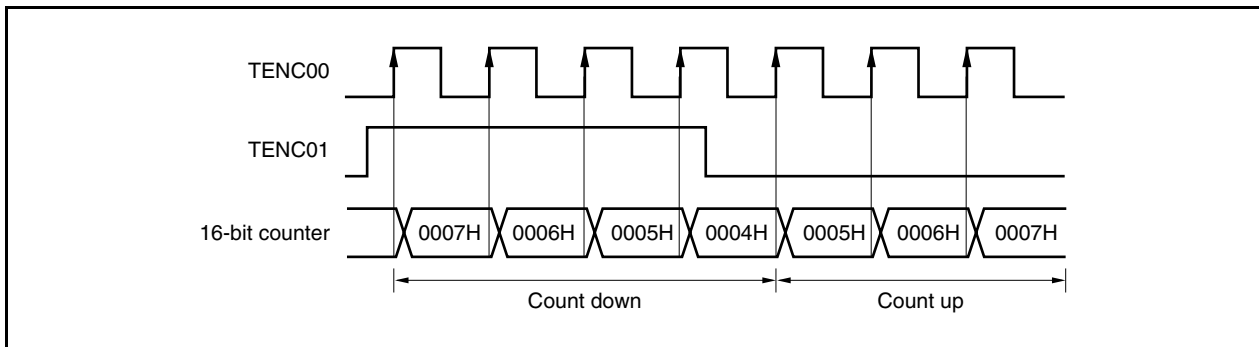 TENC00
TENC01
16-bit counter 0007H 0006H 0005H 0004H 0005H 0006H 0007H
Count down Count up